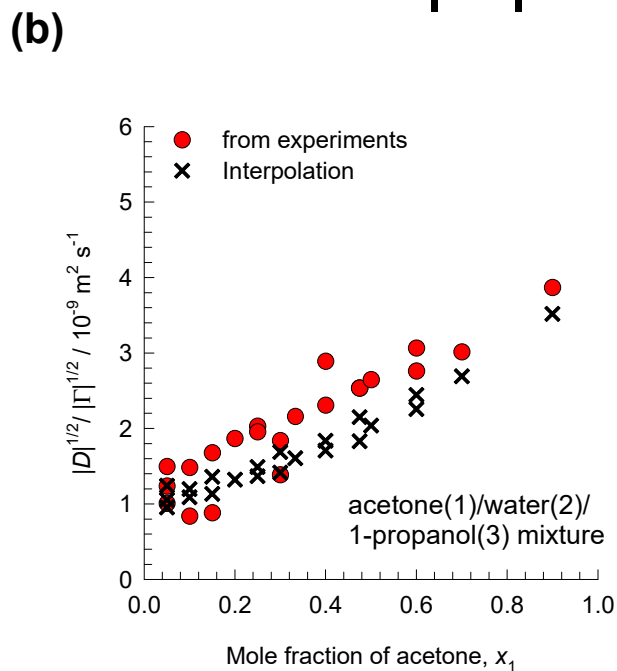 (b)
6
from experiments
Interpolation
5
4
3
2
1
0
|D|^1/2/ |Γ|^1/2 / 10^-9 m^2 s^-1
acetone(1)/water(2)/
1-propanol(3) mixture
0.0 0.2 0.4 0.6 0.8 1.0
Mole fraction of acetone, x_1